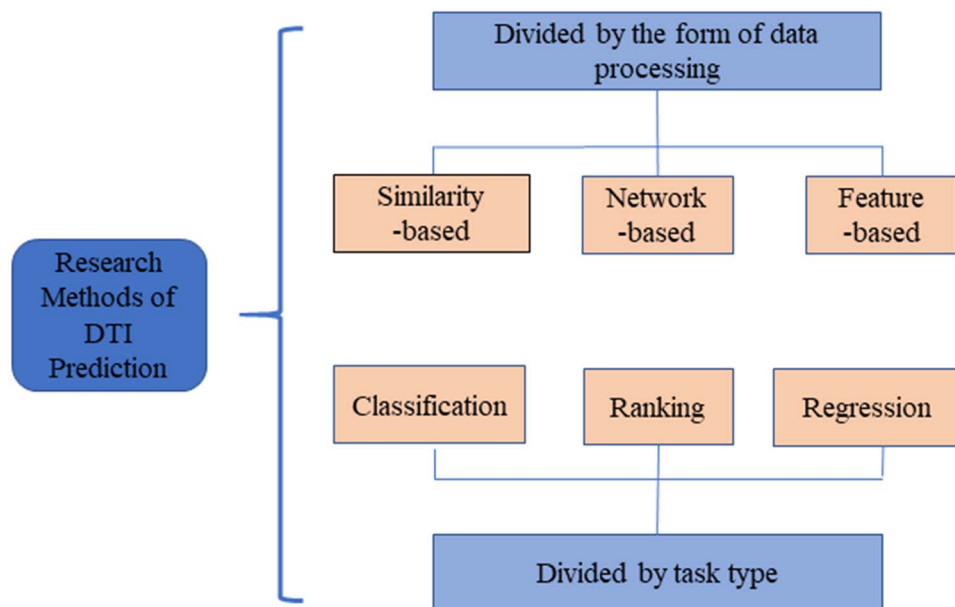 Divided by the form of data
processing
Similarity
-based
Network
-based
Feature
-based
Research
Methods of
DTI
Prediction
Classification
Ranking
Regression
Divided by task type